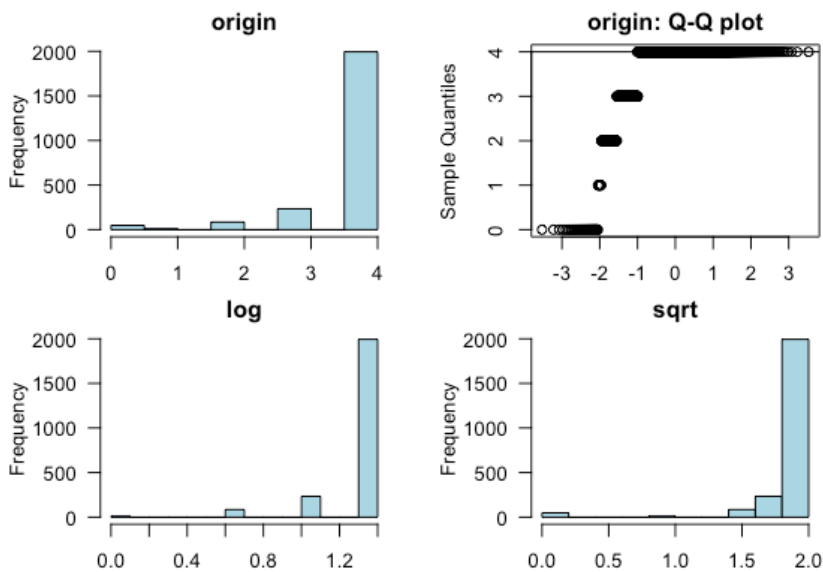 origin
Frequency
2000
1500
1000
500
0
0 1 2 3 4
origin: Q-Q plot
Sample Quantiles
4
3
2
1
0
-3 -2 -1 0 1 2 3
log
Frequency
2000
1500
1000
500
0
0.0 0.4 0.8 1.2
sqrt
Frequency
2000
1500
1000
500
0
0.0 0.5 1.0 1.5 2.0